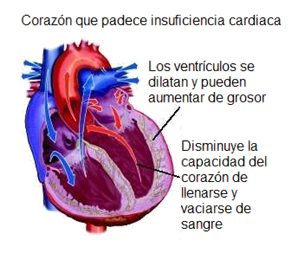 Corazón que padece insuficiencia cardiaca
Los ventrículos se
dilatan y pueden
aumentar de grosor
Disminuye la
capacidad del
corazón de
llenarse y
vaciarse de
sangre